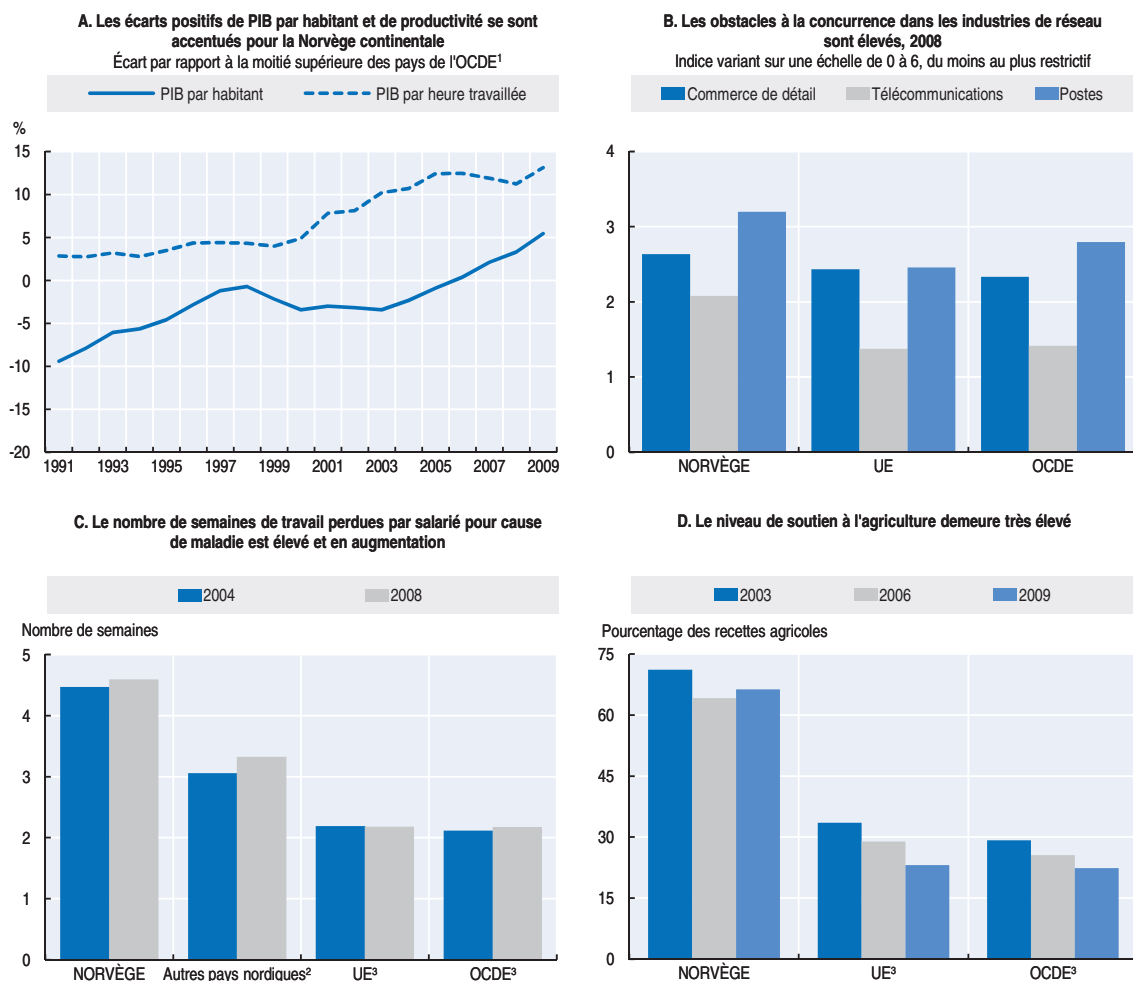 A. Les écarts positifs de PIB par habitant et de productivité se sont
accentués pour la Norvège continentale
Écart par rapport à la moitié supérieure des pays de l'OCDE¹
PIB par habitant
PIB par heure travaillée
%
15
10
5
0
-5
-10
-15
-20
1991 1993 1995 1997 1999 2001 2003 2005 2007 2009
B. Les obstacles à la concurrence dans les industries de réseau
sont élevés, 2008
Indice variant sur une échelle de 0 à 6, du moins au plus restrictif
Commerce de détail
Télécommunications
Postes
4
3
2
1
0
NORVÈGE UE OCDE
C. Le nombre de semaines de travail perdues par salarié pour cause
de maladie est élevé et en augmentation
2004
2008
Nombre de semaines
5
4
3
2
1
0
NORVÈGE Autres pays nordiques² UE³ OCDE³
D. Le niveau de soutien à l'agriculture demeure très élevé
2003
2006
2009
Pourcentage des recettes agricoles
75
60
45
30
15
0
NORVÈGE UE³ OCDE³